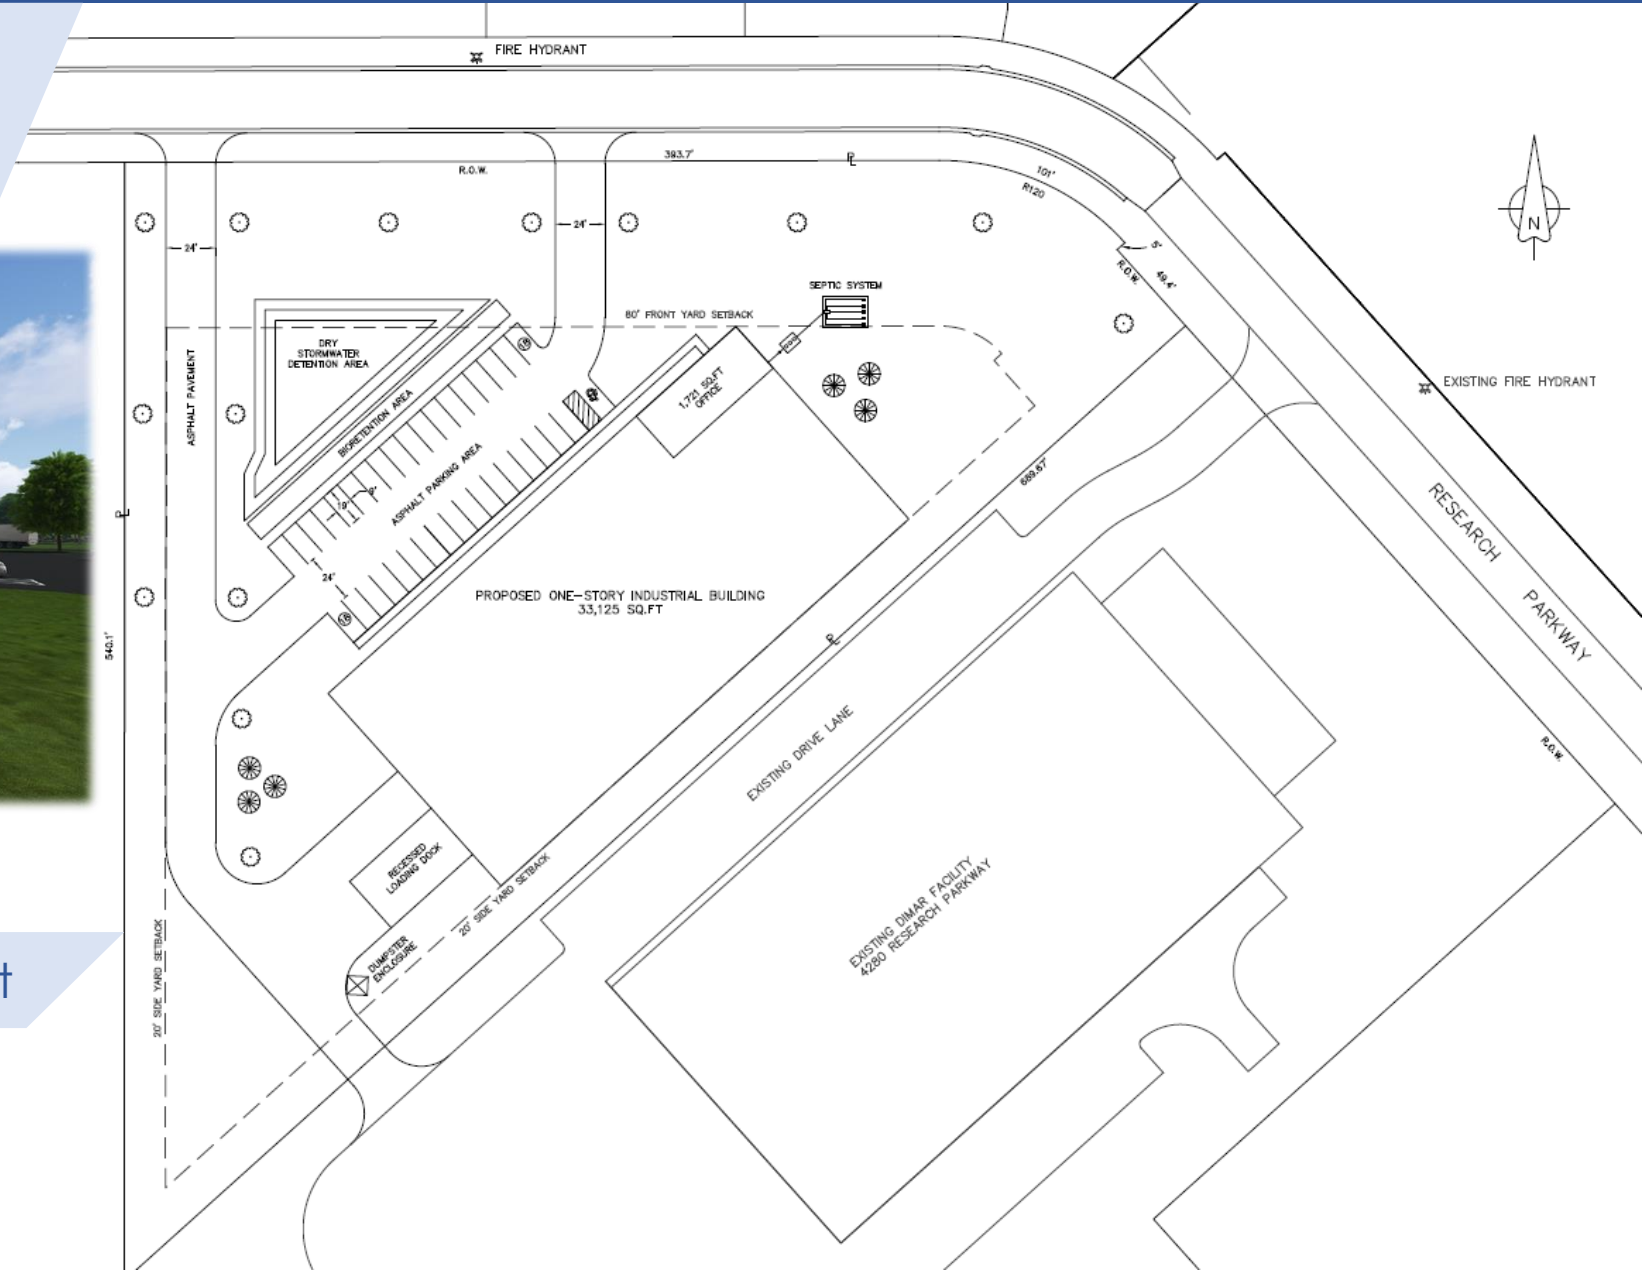 FIRE HYDRANT
393.7'
P
L
R.O.W.
101'
R120
24'
24'
5'
49.4'
R.O.W.
N
SEPTIC SYSTEM
80' FRONT YARD SETBACK
DRY
STORMWATER
DETENTION AREA
18
ASPHALT PAVEMENT
BIORETENTION AREA
1,721 SQ.FT
OFFICE
EXISTING FIRE HYDRANT
ASPHALT PARKING AREA
19'
9'
24'
18
689.67'
P
L
540.1'
RESEARCH PARKWAY
PROPOSED ONE-STORY INDUSTRIAL BUILDING
33,125 SQ.FT
P
L
EXISTING DRIVE LANE
R.O.W.
RECESSED
LOADING DOCK
20' SIDE YARD SETBACK
EXISTING DIMAR FACILITY
4280 RESEARCH PARKWAY
DUMPSTER
ENCLOSURE
20' SIDE YARD SETBACK